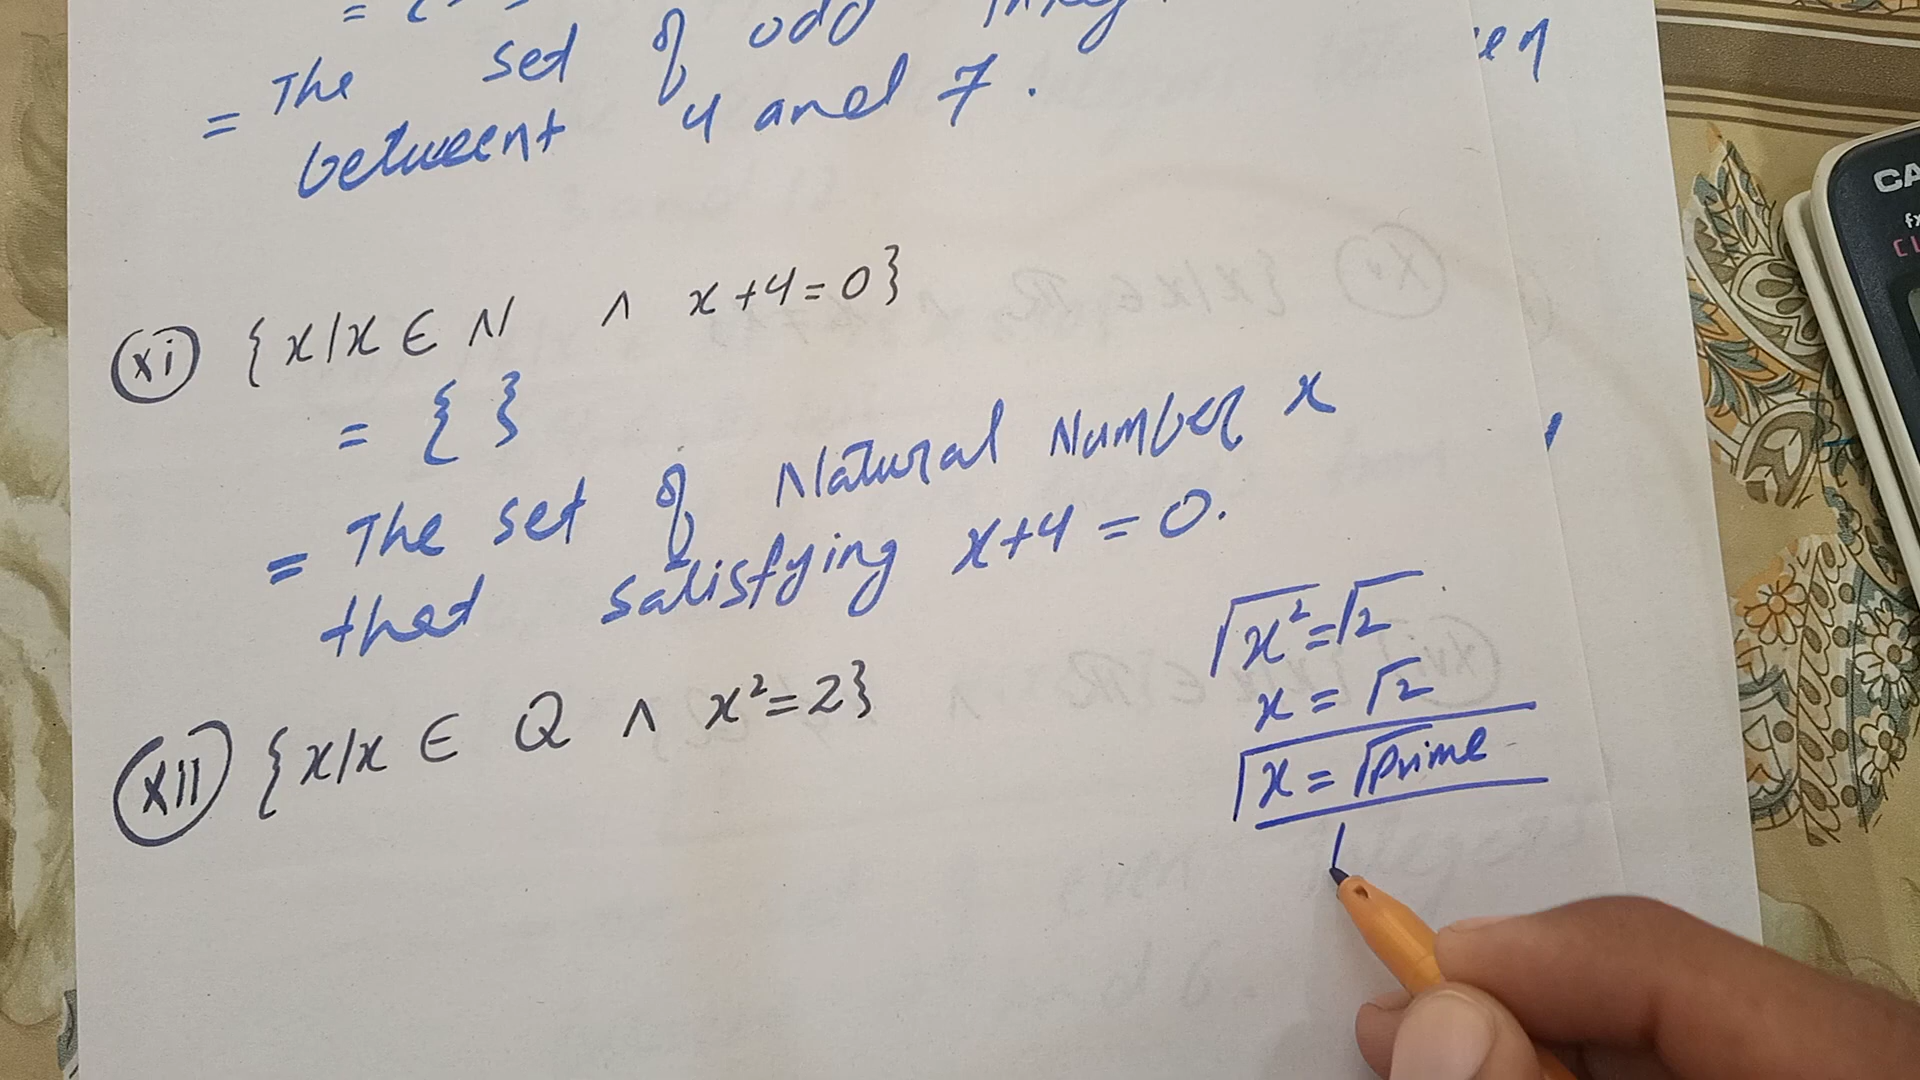 = The set of odd
between 4 and 7.
(xi) {x/x ∈ N ∧ x+4=0}
= { }
= The set of Natural Number x
that satisfying x+4=0.
(xii) {x/x ∈ Q ∧ x²=2}
√x²=√2
x=√2
√x=√Prime
CA